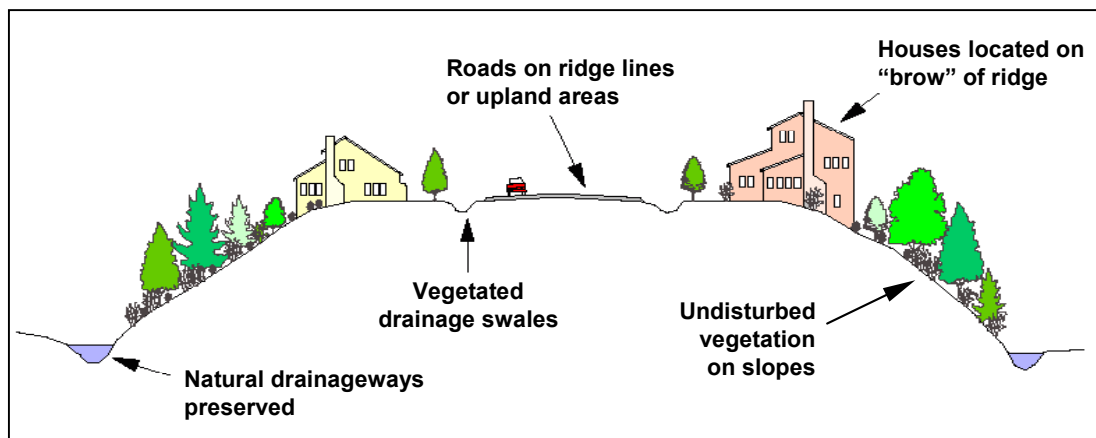 Houses located on
“brow” of ridge
Roads on ridge lines
or upland areas
Vegetated
drainage swales
Undisturbed
vegetation
on slopes
Natural drainageways
preserved